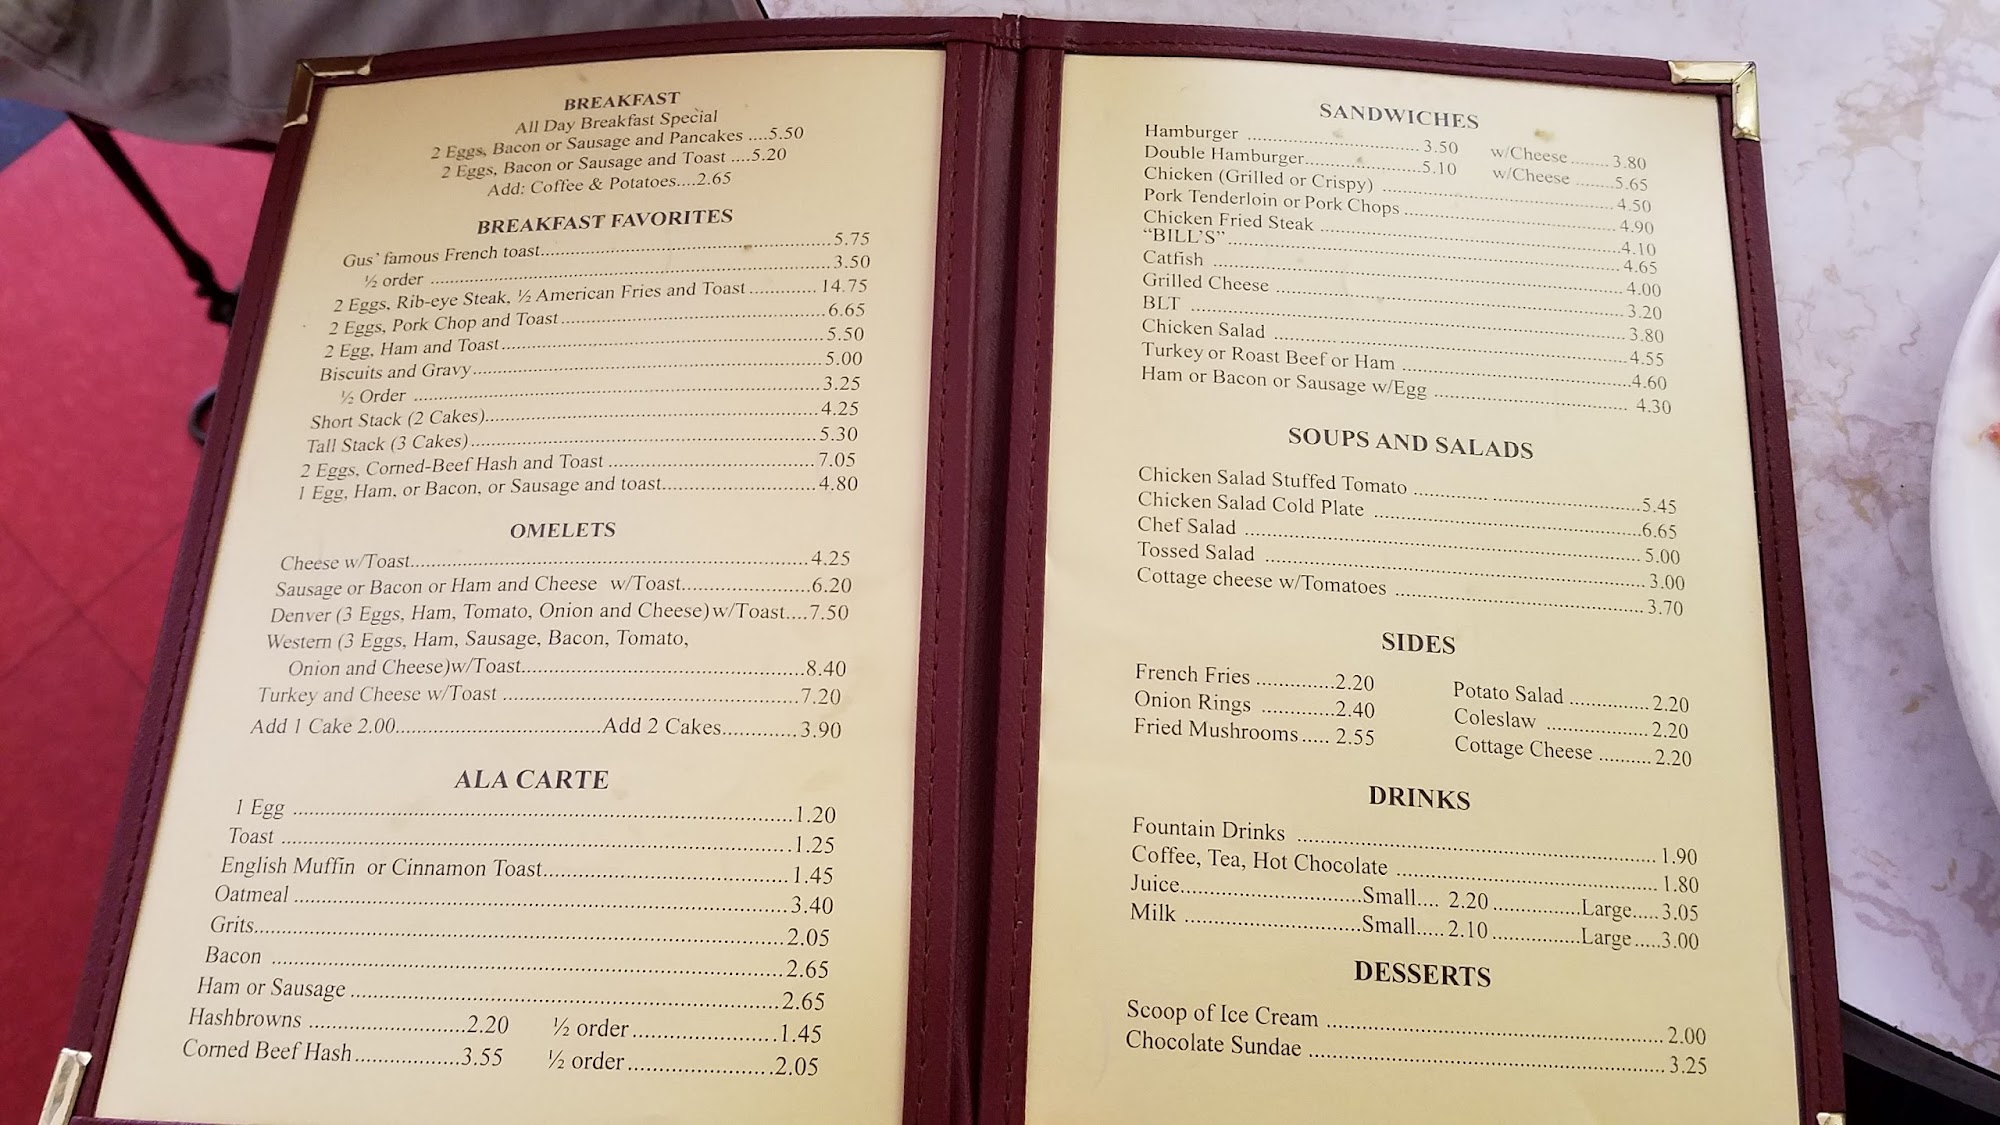 BREAKFAST
All Day Breakfast Special
2 Eggs, Bacon or Sausage and Pancakes ....5.50
2 Eggs, Bacon or Sausage and Toast ....5.20
Add: Coffee & Potatoes....2.65
BREAKFAST FAVORITES
Gus' famous French toast....5.75
½ order ....3.50
2 Eggs, Rib-eye Steak, ½ American Fries and Toast ....14.75
2 Eggs, Pork Chop and Toast....6.65
2 Egg, Ham and Toast....5.50
Biscuits and Gravy....5.00
½ Order ....3.25
Short Stack (2 Cakes)....4.25
Tall Stack (3 Cakes)....5.30
2 Eggs, Corned-Beef Hash and Toast ....7.05
1 Egg, Ham, or Bacon, or Sausage and toast....4.80
OMELETS
Cheese w/Toast....4.25
Sausage or Bacon or Ham and Cheese w/Toast....6.20
Denver (3 Eggs, Ham, Tomato, Onion and Cheese)w/Toast....7.50
Western (3 Eggs, Ham, Sausage, Bacon, Tomato,
Onion and Cheese)w/Toast....8.40
Turkey and Cheese w/Toast ....7.20
Add 1 Cake 2.00....Add 2 Cakes....3.90
ALA CARTE
1 Egg ....1.20
Toast ....1.25
English Muffin or Cinnamon Toast....1.45
Oatmeal ....3.40
Grits....2.05
Bacon ....2.65
Ham or Sausage ....2.65
Hashbrowns ....2.20 ½ order ....1.45
Corned Beef Hash....3.55 ½ order ....2.05
SANDWICHES
Hamburger ....3.50 w/Cheese ....3.80
Double Hamburger....5.10 w/Cheese ....5.65
Chicken (Grilled or Crispy) ....4.50
Pork Tenderloin or Pork Chops ....4.90
Chicken Fried Steak ....4.10
"BILL'S" ....4.65
Catfish ....4.00
Grilled Cheese ....3.20
BLT ....3.80
Chicken Salad ....4.55
Turkey or Roast Beef or Ham ....4.60
Ham or Bacon or Sausage w/Egg ....4.30
SOUPS AND SALADS
Chicken Salad Stuffed Tomato ....5.45
Chicken Salad Cold Plate ....6.65
Chef Salad ....5.00
Tossed Salad ....3.00
Cottage cheese w/Tomatoes ....3.70
SIDES
French Fries ....2.20 Potato Salad ....2.20
Onion Rings ....2.40 Coleslaw ....2.20
Fried Mushrooms..... 2.55 Cottage Cheese ....2.20
DRINKS
Fountain Drinks ....1.90
Coffee, Tea, Hot Chocolate ....1.80
Juice....Small.... 2.20....Large.....3.05
Milk ....Small.....2.10....Large.....3.00
DESSERTS
Scoop of Ice Cream ....2.00
Chocolate Sundae ....3.25